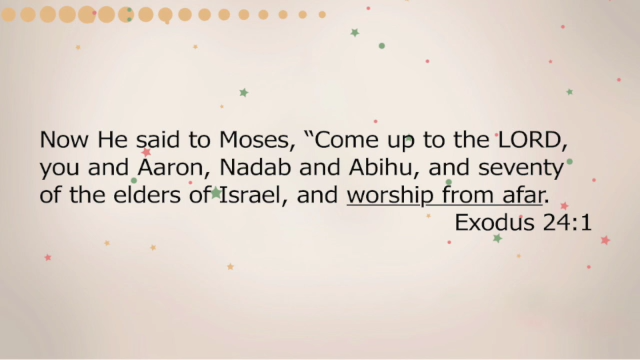 Now He said to Moses, “Come up to the LORD,
you and Aaron, Nadab and Abihu, and seventy
of the elders of Israel, and worship from afar.
Exodus 24:1